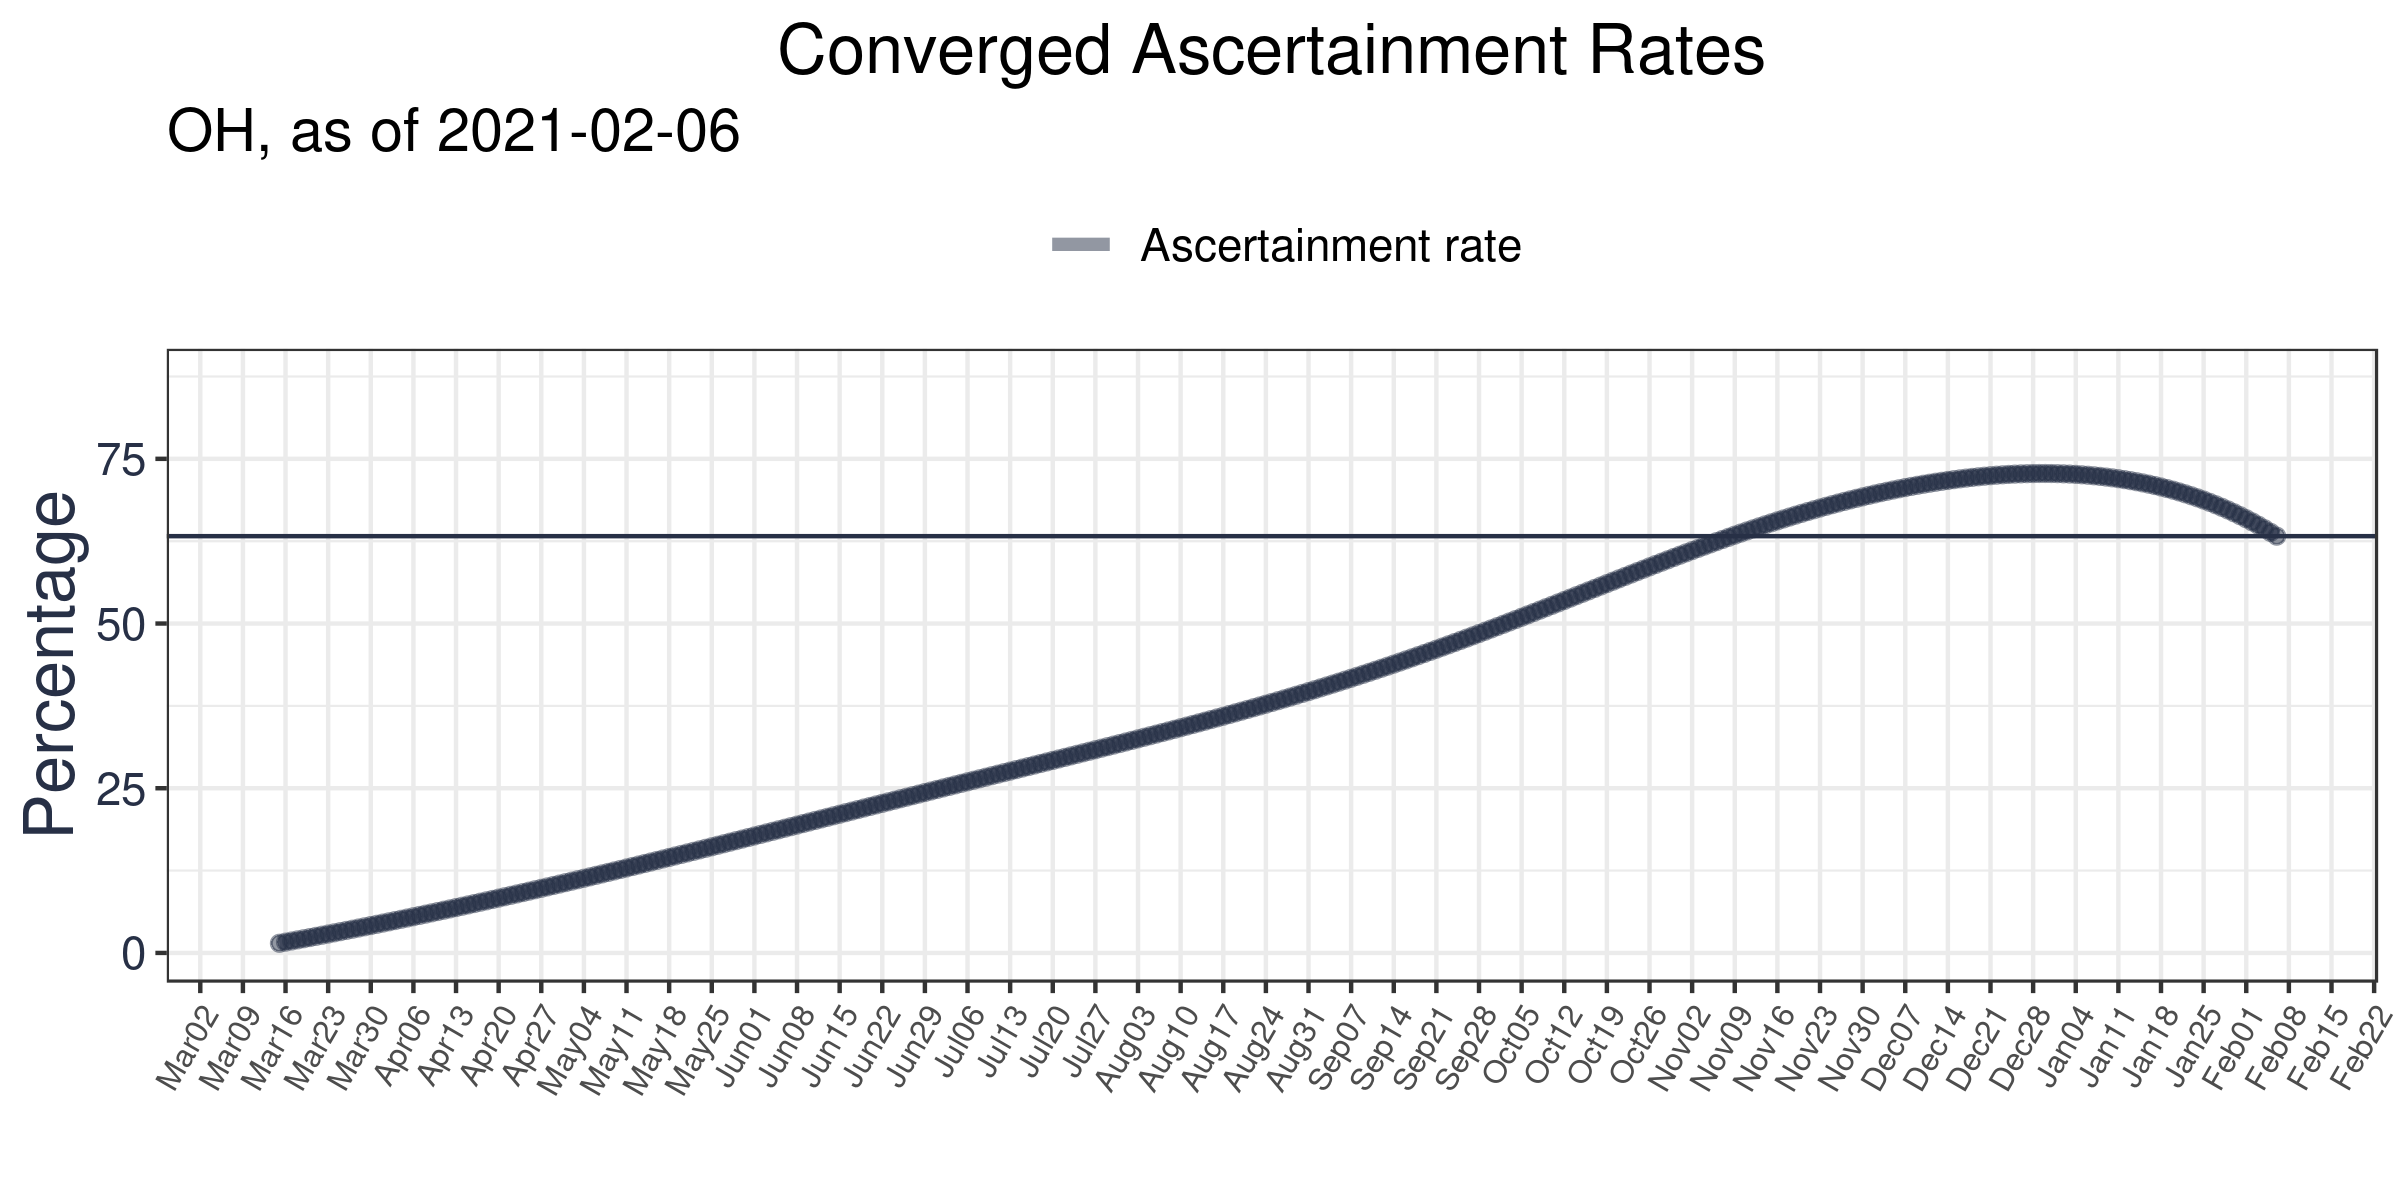 Converged Ascertainment Rates
OH, as of 2021-02-06
Ascertainment rate
Percentage
75
50
25
0
Mar02 Mar09 Mar16 Mar23 Mar30 Apr06 Apr13 Apr20 Apr27 May04 May11 May18 May25 Jun01 Jun08 Jun15 Jun22 Jun29 Jul06 Jul13 Jul20 Jul27 Aug03 Aug10 Aug17 Aug24 Aug31 Sep07 Sep14 Sep21 Sep28 Oct05 Oct12 Oct19 Oct26 Nov02 Nov09 Nov16 Nov23 Nov30 Dec07 Dec14 Dec21 Dec28 Jan04 Jan11 Jan18 Jan25 Feb01 Feb08 Feb15 Feb22